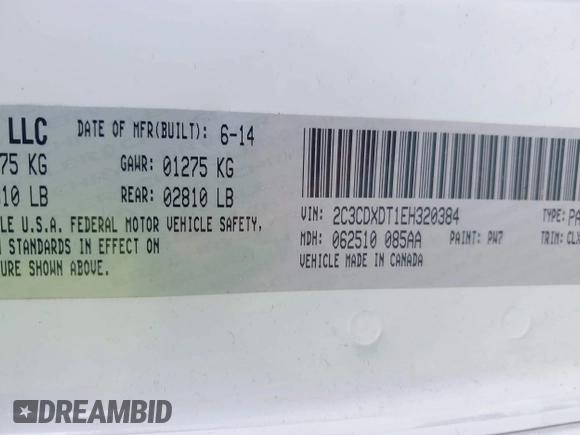 LLC DATE OF MFR(BUILT): 6-14
75 KG GAWR: 01275 KG
10 LB REAR: 02810 LB
LE U.S.A. FEDERAL MOTOR VEHICLE SAFETY,
STANDARDS IN EFFECT ON
URE SHOWN ABOVE.
VIN: 2C3CDXDT1EH320384 TYPE: PA
MDH: 062510 085AA PAINT: PW7 TRIM: CLX
VEHICLE MADE IN CANADA
DREAMBID